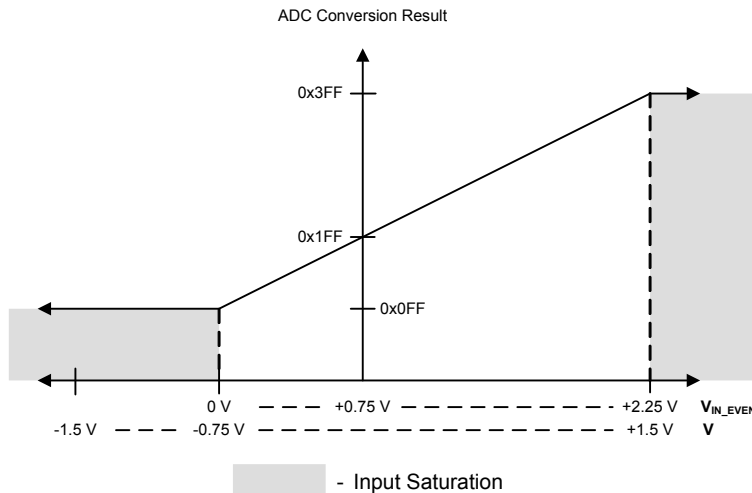 ADC Conversion Result
0x3FF
0x1FF
0x0FF
0 V +0.75 V +2.25 V V_IN_EVEN
-1.5 V -0.75 V +1.5 V V
- Input Saturation